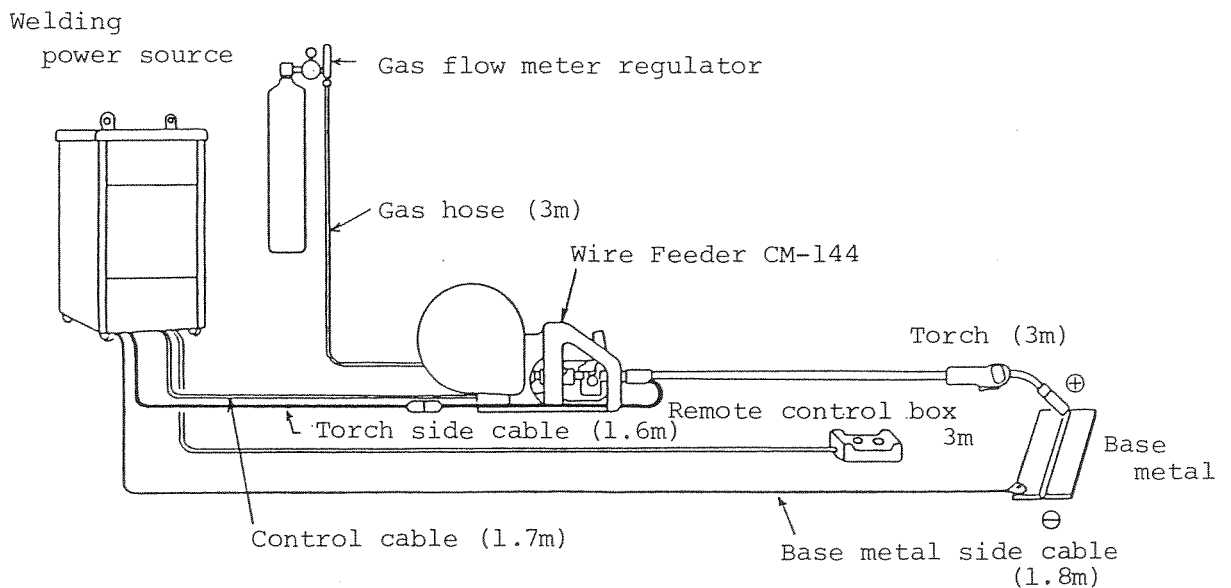 Welding
power source
Gas flow meter regulator
Gas hose (3m)
Wire Feeder CM-144
Torch (3m)
⊕
Remote control box
3m
Torch side cable (1.6m)
Base
metal
⊖
Control cable (1.7m)
Base metal side cable
(1.8m)